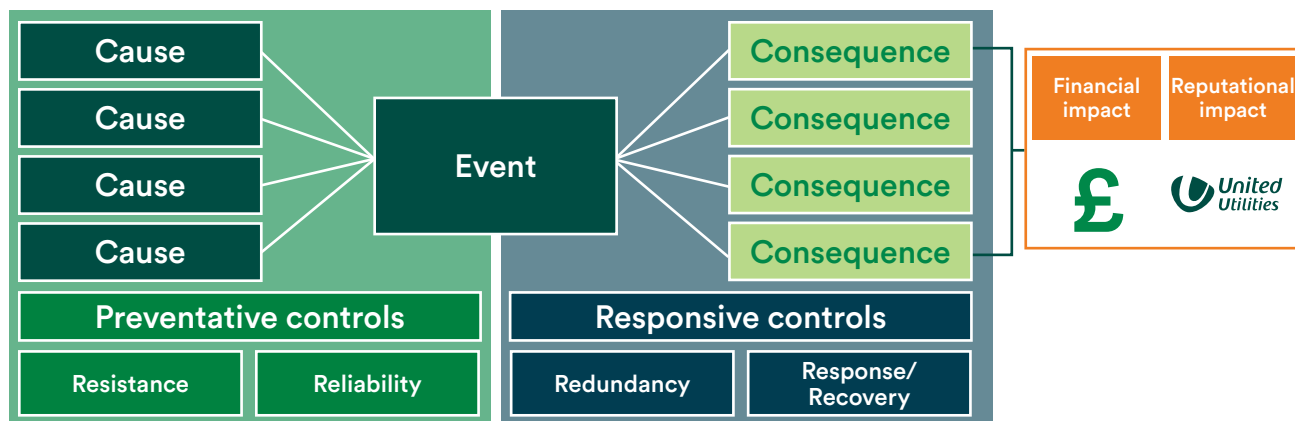 Cause
Cause
Cause
Cause
Event
Consequence
Consequence
Consequence
Consequence
Financial
impact
Reputational
impact
£
United
Utilities
Preventative controls
Resistance
Reliability
Responsive controls
Redundancy
Response/
Recovery